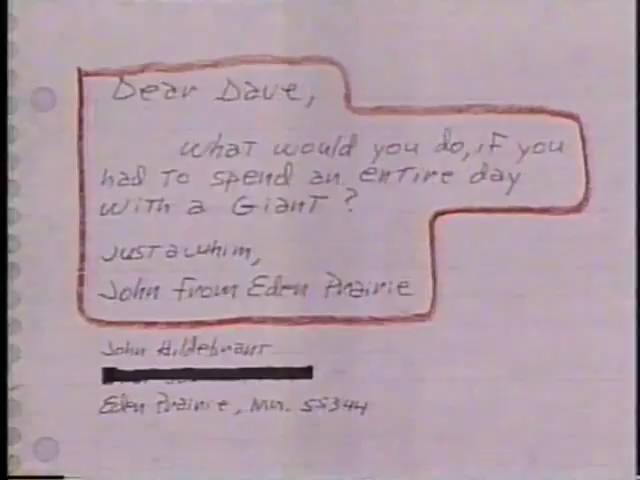 Dear Dave,
What would you do, if you
had to spend an entire day
with a Giant?
Just a whim,
John from Eden Prairie
John Hildebrant
Eden Prairie, Mn. 55344